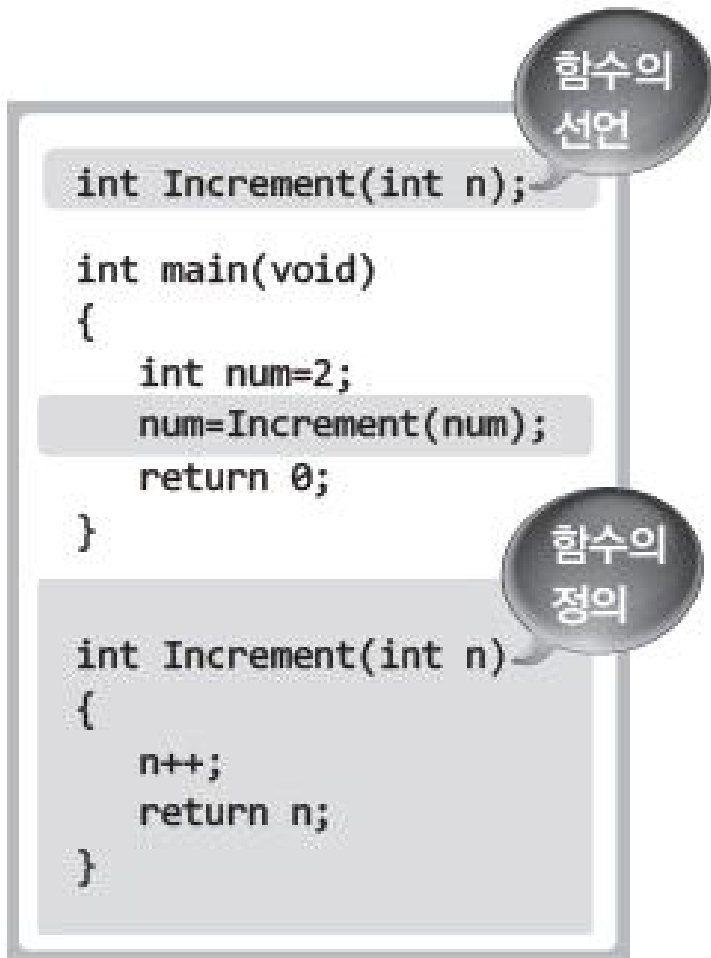 함수의
선언
int Increment(int n);
int main(void)
{
int num=2;
num=Increment(num);
return 0;
}
함수의
정의
int Increment(int n)
{
n++;
return n;
}